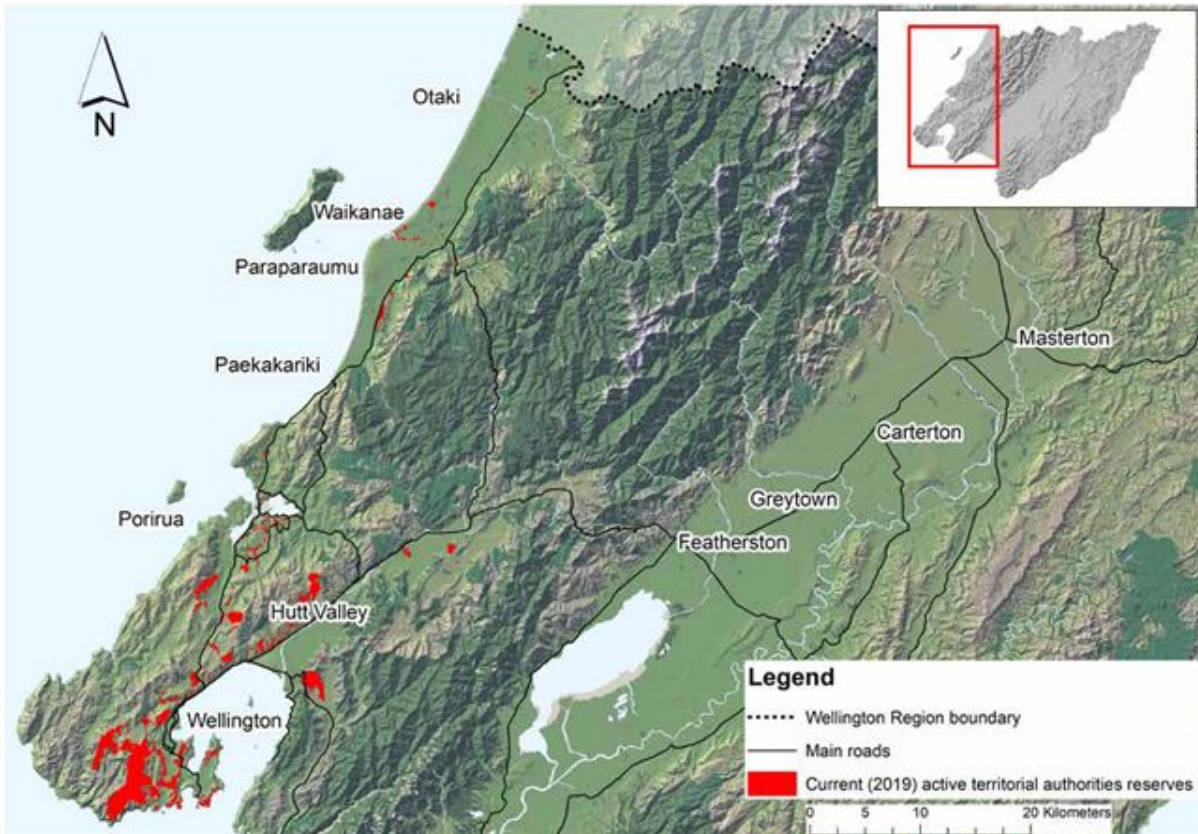 N
Otaki
Waikanae
Paraparaumu
Masterton
Paekakariki
Carterton
Greytown
Porirua
Featherston
Hutt Valley
Wellington
Legend
Wellington Region boundary
Main roads
Current (2019) active territorial authorities reserves
0 5 10 20 Kilometers